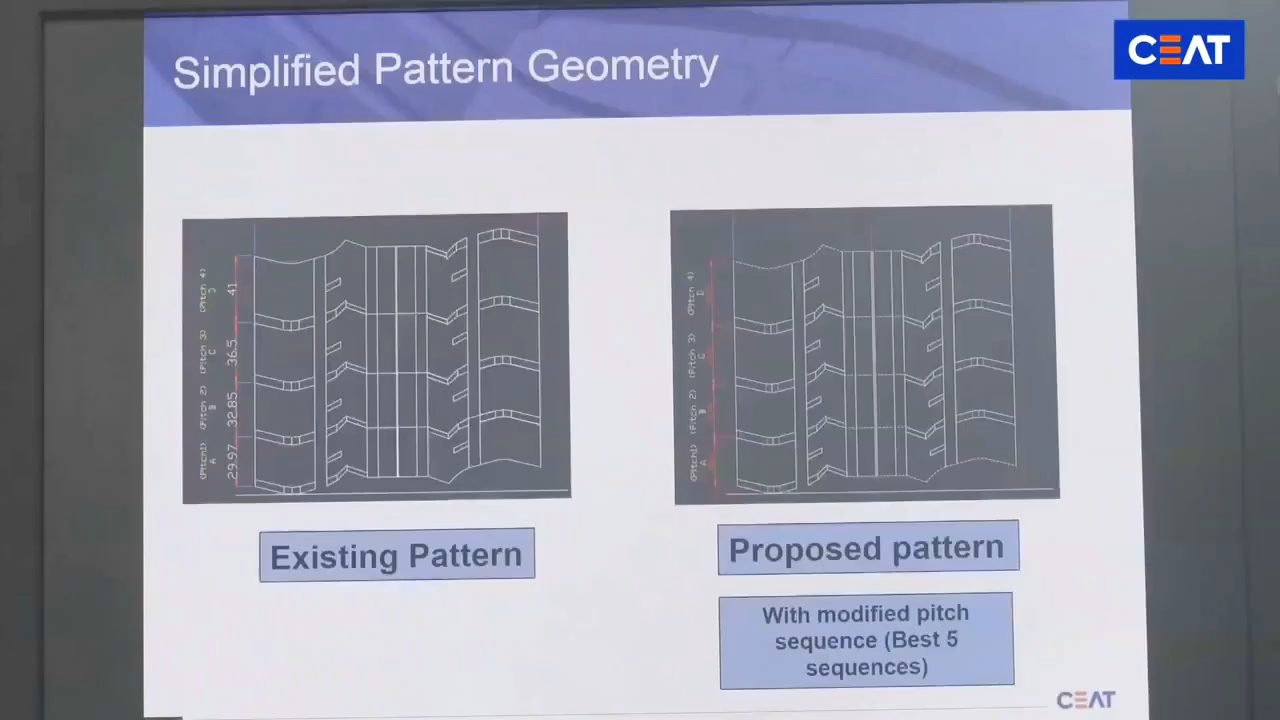 CEAT
Simplified Pattern Geometry
(Pitch 4)
41
(Pitch 3)
C
36.5
(Pitch 2)
B
32.85
(Pitch1)
A
29.97
(Pitch 4)
D
(Pitch 3)
C
(Pitch 2)
B
(Pitch1)
A
Existing Pattern
Proposed pattern
With modified pitch
sequence (Best 5
sequences)
CEAT